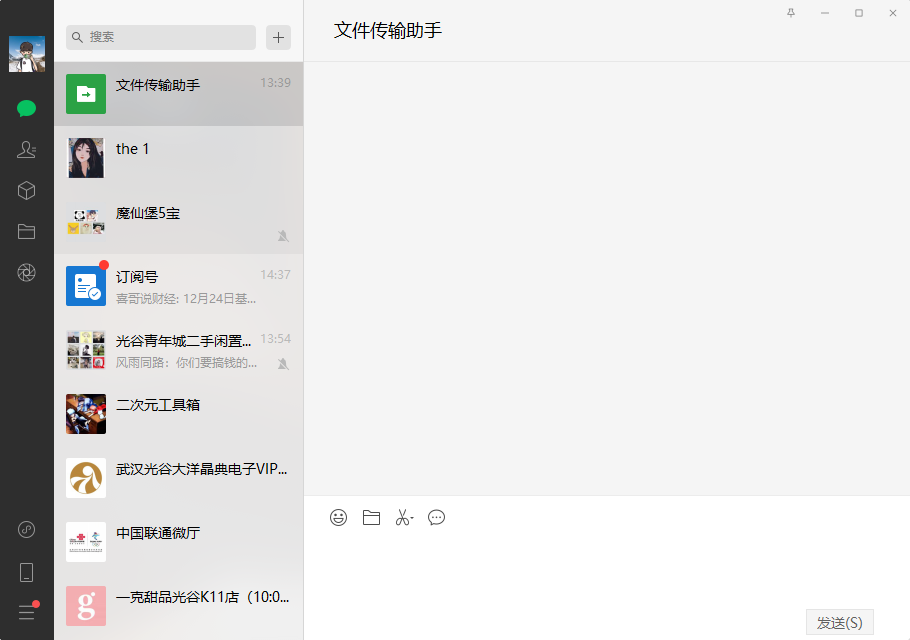 搜索
文件传输助手
文件传输助手
13:39
the 1
魔仙堡5宝
订阅号
14:37
喜哥说财经: 12月24日基...
光谷青年城二手闲置...
13:54
风雨同路：你们要搞钱的...
二次元工具箱
武汉光谷大洋晶典电子VIP...
中国联通微厅
g
一克甜品光谷K11店（10:0...
发送(S)